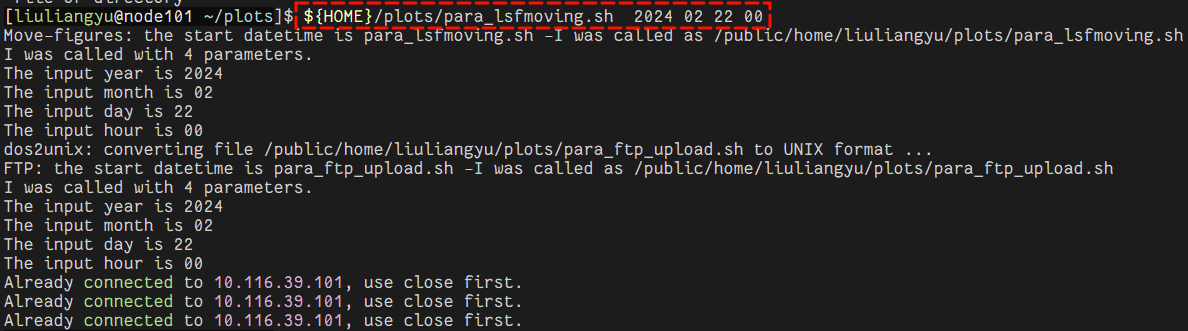 file or directory
[liuliangyu@node101 ~/plots]$ ${HOME}/plots/para_lsfmoving.sh  2024 02 22 00
Move-figures: the start datetime is para_lsfmoving.sh -I was called as /public/home/liuliangyu/plots/para_lsfmoving.sh
I was called with 4 parameters.
The input year is 2024
The input month is 02
The input day is 22
The input hour is 00
dos2unix: converting file /public/home/liuliangyu/plots/para_ftp_upload.sh to UNIX format ...
FTP: the start datetime is para_ftp_upload.sh -I was called as /public/home/liuliangyu/plots/para_ftp_upload.sh
I was called with 4 parameters.
The input year is 2024
The input month is 02
The input day is 22
The input hour is 00
Already connected to 10.116.39.101, use close first.
Already connected to 10.116.39.101, use close first.
Already connected to 10.116.39.101, use close first.